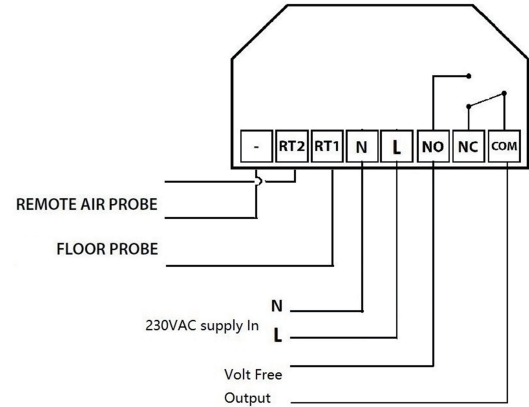 - RT2 RT1 N L NO NC COM
REMOTE AIR PROBE
FLOOR PROBE
N
230VAC supply In
L
Volt Free
Output